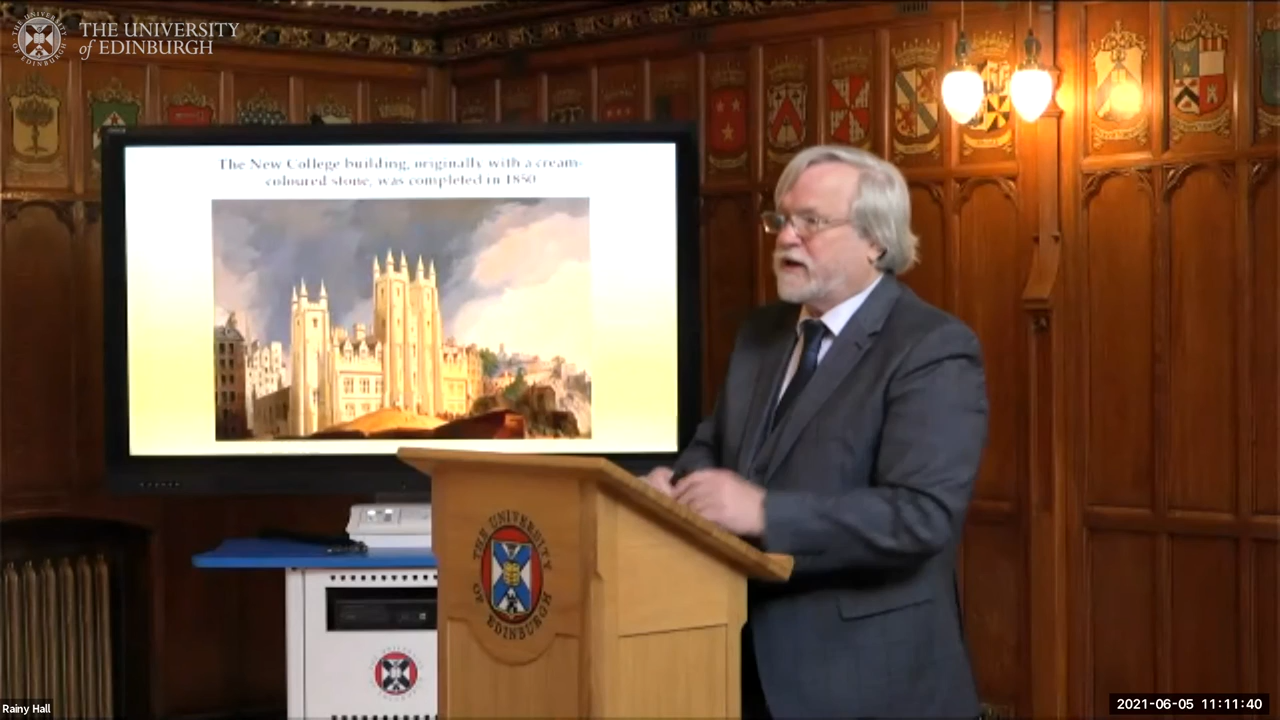 THE UNIVERSITY
of EDINBURGH
The New College building, originally with a cream-
coloured stone, was completed in 1850
THE UNIVERSITY
OF EDINBURGH
Rainy Hall
2021-06-05 11:11:40